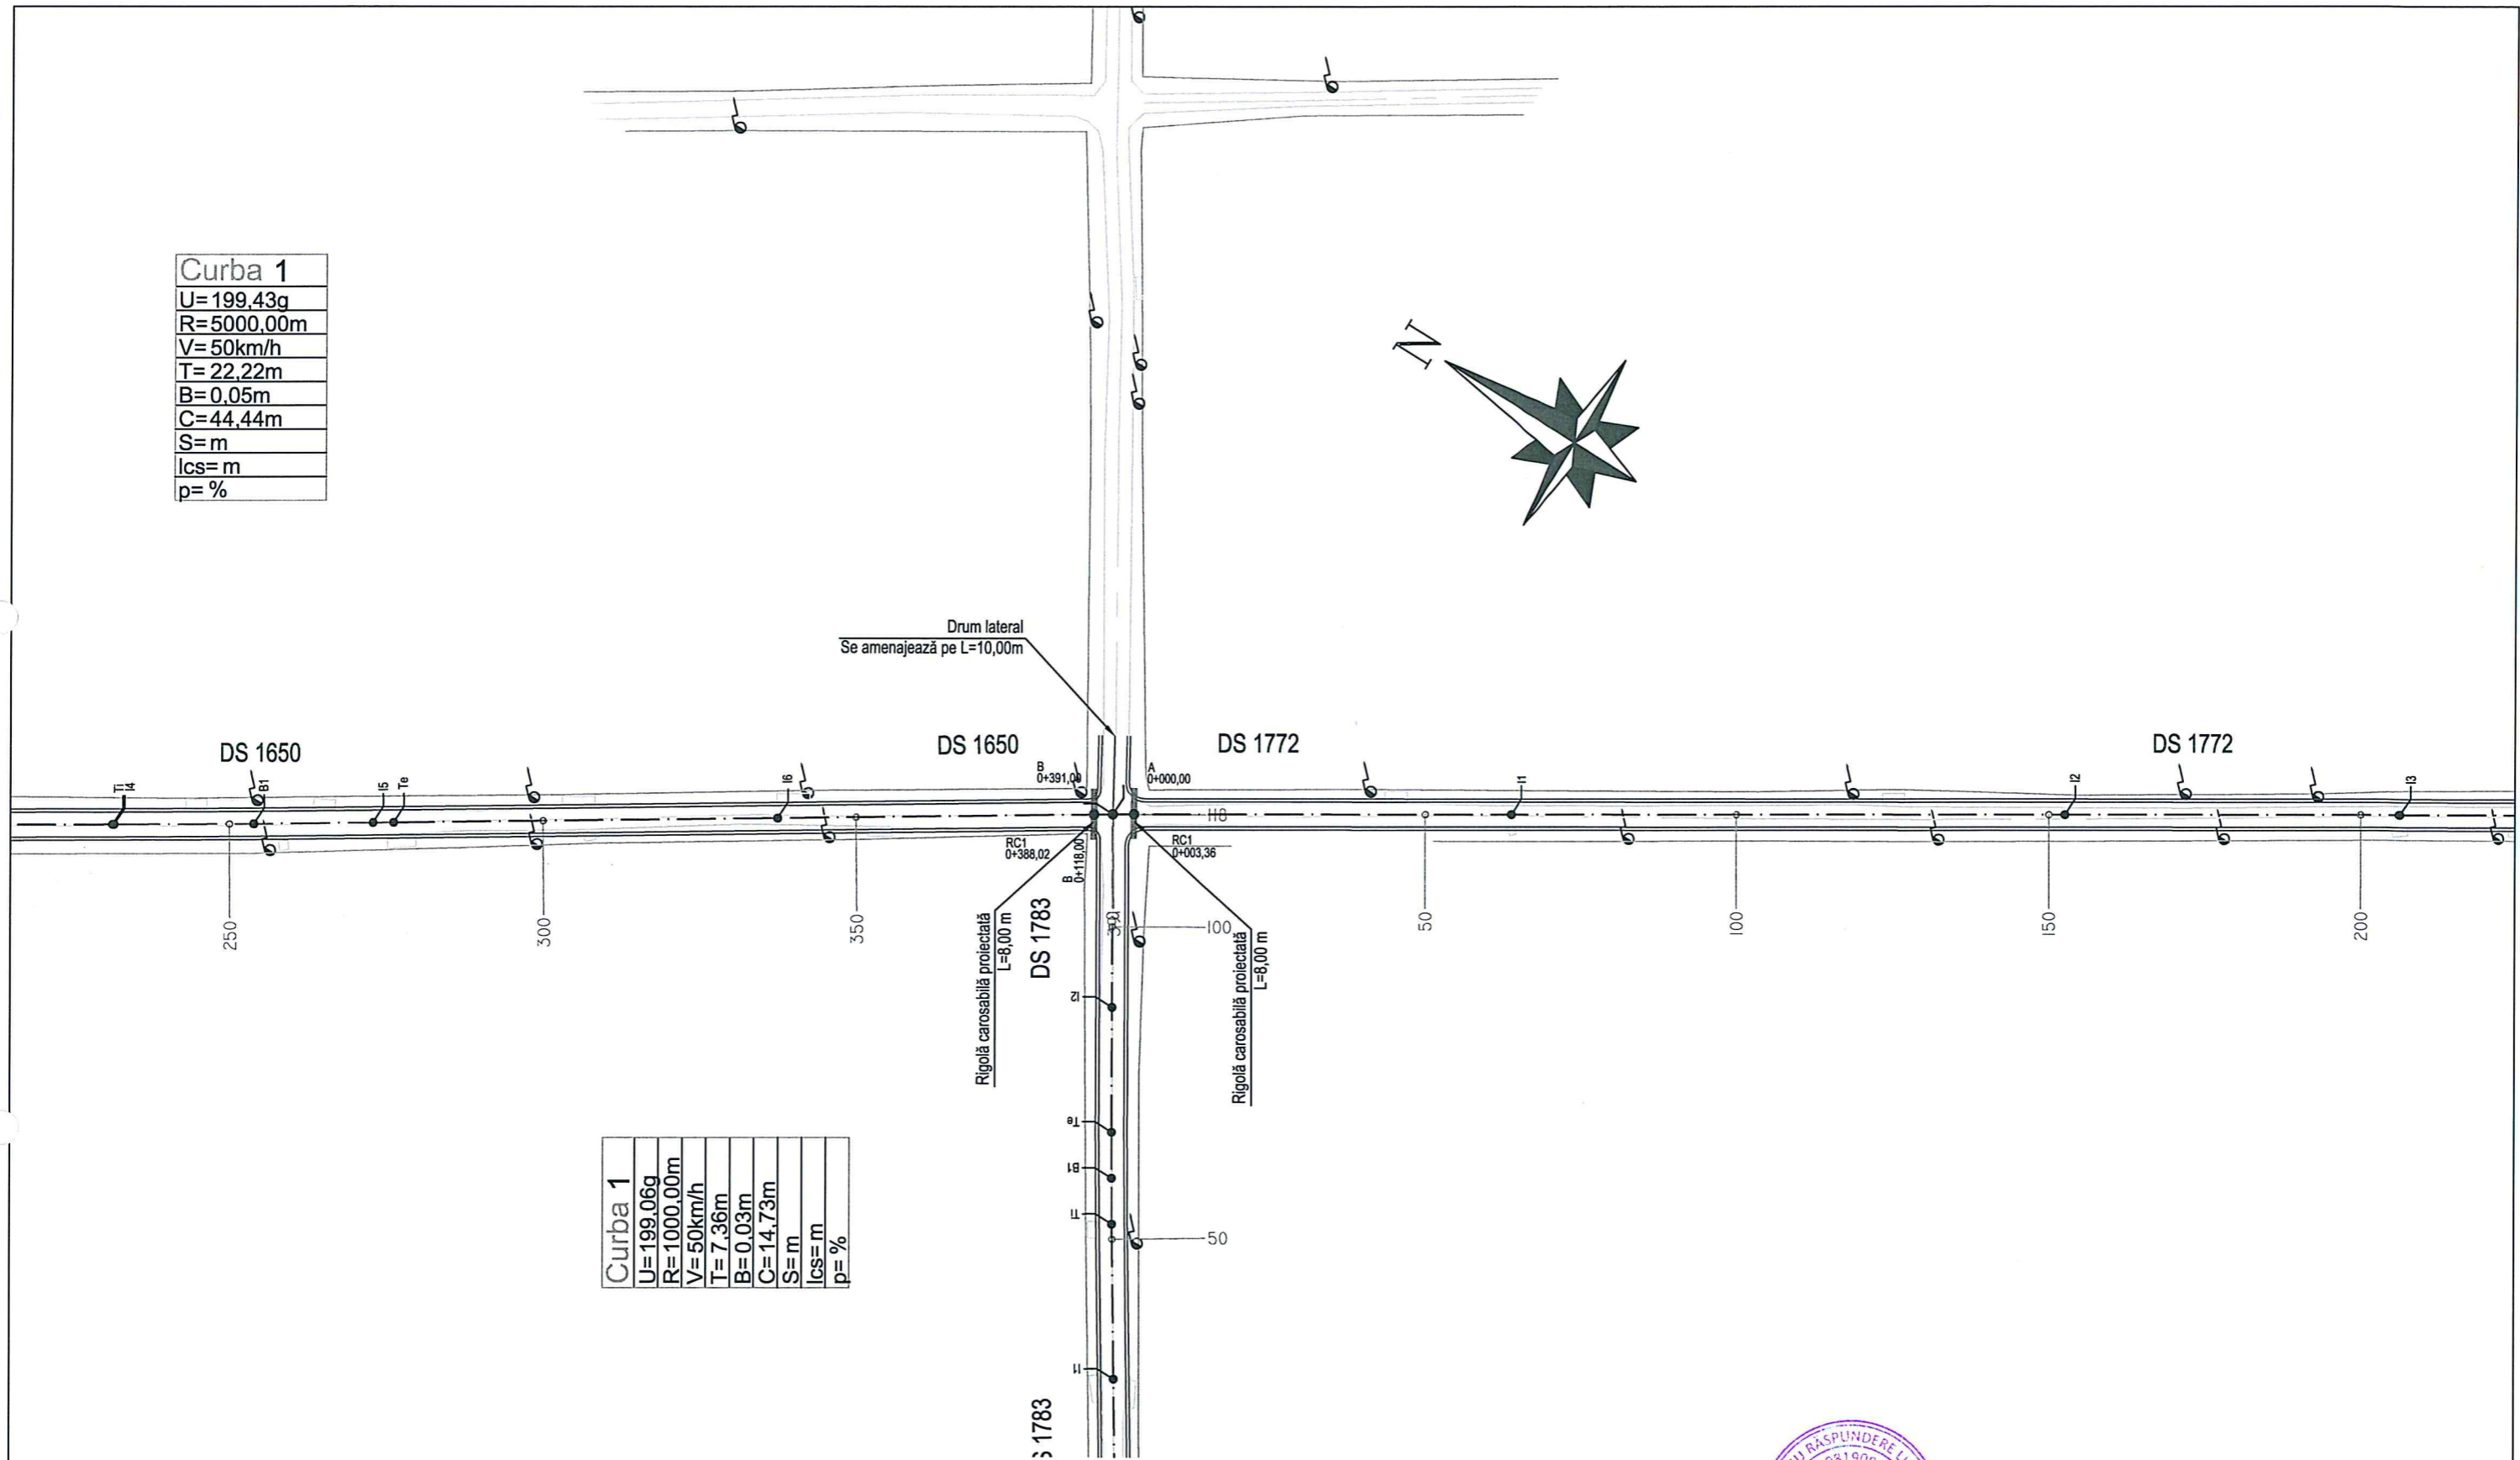 Curba 1
U=199,43g
R=5000,00m
V=50km/h
T=22,22m
B=0,05m
C=44,44m
S= m
lcs= m
p= %
N
Drum lateral
Se amenajează pe L=10,00m
DS 1650
DS 1650
DS 1772
DS 1772
Ti
I4
B1
I5
Te
I6
B
0+391,00
A
0+000,00
I1
I2
I3
118
RC1
0+388,02
B
0+118,00
RC1
0+003,36
250
300
350
50
100
150
200
100
Rigolă carosabilă proiectată
L=8,00 m
DS 1783
Rigolă carosabilă proiectată
L=8,00 m
I2
Te
B1
Ti
50
I1
Curba 1
U=199,06g
R=1000,00m
V=50km/h
T=7,36m
B=0,03m
C=14,73m
S= m
lcs= m
p= %
1783
RĂSPUNDERE